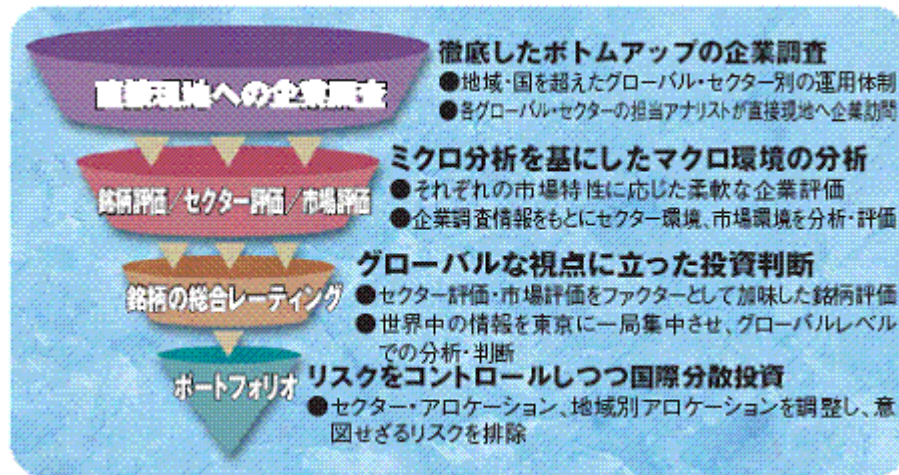 徹底したボトムアップの企業調査
直接現地への企業調査
●地域・国を超えたグローバル・セクター別の運用体制
●各グローバル・セクターの担当アナリストが直接現地へ企業訪問
ミクロ分析を基にしたマクロ環境の分析
銘柄評価/セクター評価/市場評価
●それぞれの市場特性に応じた柔軟な企業評価
●企業調査情報をもとにセクター環境、市場環境を分析・評価
グローバルな視点に立った投資判断
銘柄の総合レーティング
●セクター評価・市場評価をファクターとして加味した銘柄評価
●世界中の情報を東京に一局集中させ、グローバルレベル
での分析・判断
リスクをコントロールしつつ国際分散投資
ポートフォリオ
●セクター・アロケーション、地域別アロケーションを調整し、意
図せざるリスクを排除